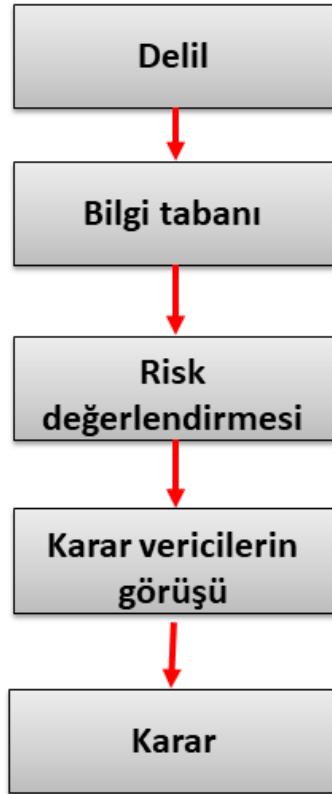 Delil
Bilgi tabanı
Risk
değerlendirmesi
Karar vericilerin
görüşü
Karar